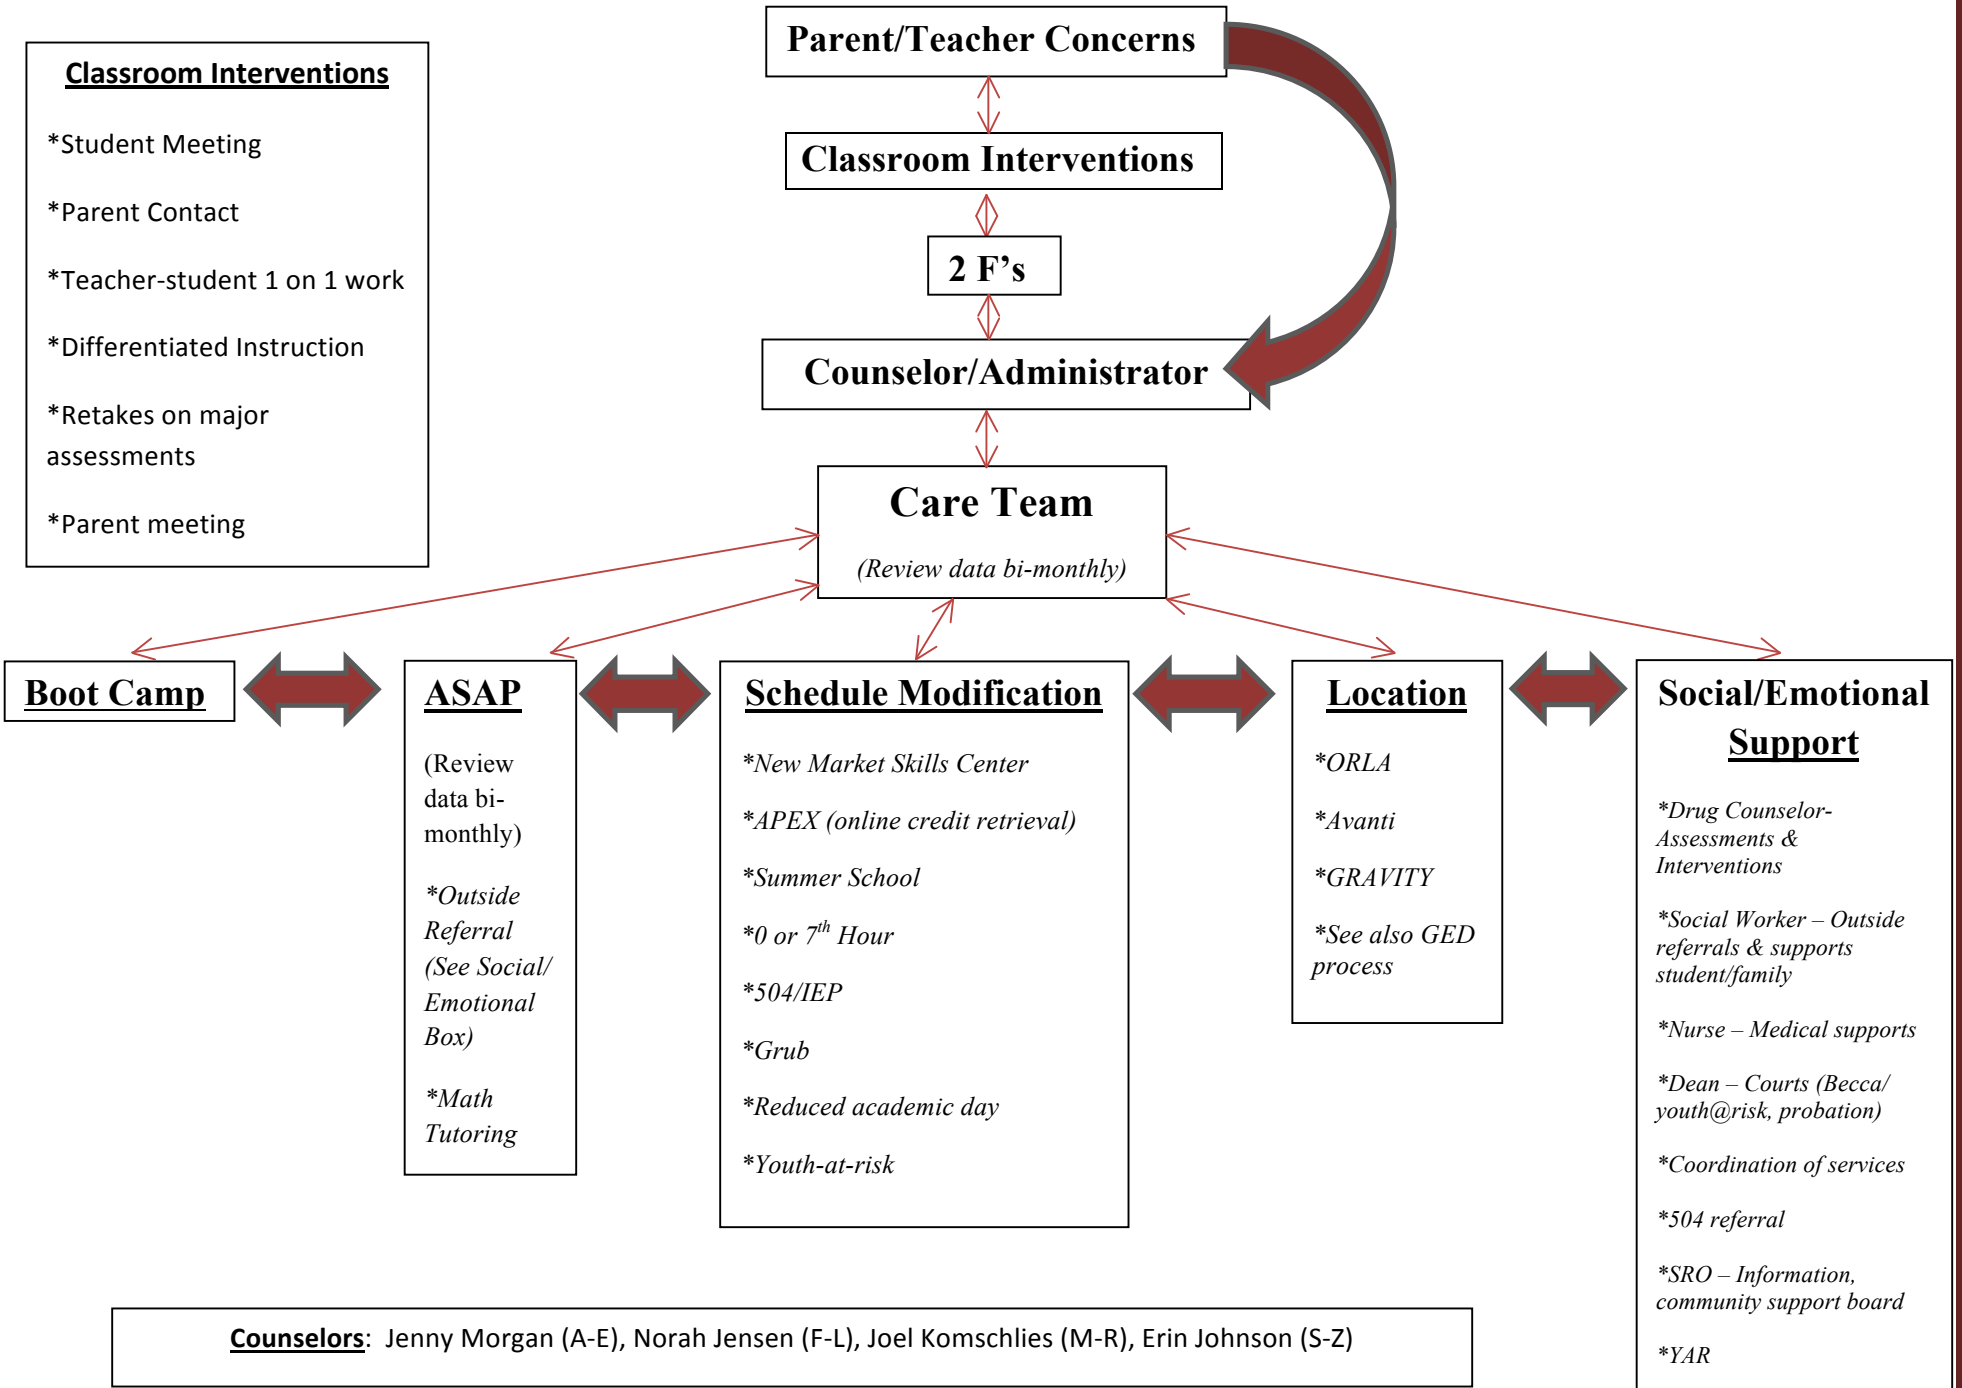 Parent/Teacher Concerns
Classroom Interventions
*Student Meeting
*Parent Contact
*Teacher-student 1 on 1 work
*Differentiated Instruction
*Retakes on major
assessments
*Parent meeting
Classroom Interventions
2 F’s
Counselor/Administrator
Care Team
(Review data bi-monthly)
Boot Camp
ASAP
(Review
data bi-
monthly)
*Outside
Referral
(See Social/
Emotional
Box)
*Math
Tutoring
Schedule Modification
*New Market Skills Center
*APEX (online credit retrieval)
*Summer School
*0 or 7th Hour
*504/IEP
*Grub
*Reduced academic day
*Youth-at-risk
Location
*ORLA
*Avanti
*GRAVITY
*See also GED
process
Social/Emotional
Support
*Drug Counselor-
Assessments &
Interventions
*Social Worker – Outside
referrals & supports
student/family
*Nurse – Medical supports
*Dean – Courts (Becca/
youth@risk, probation)
*Coordination of services
*504 referral
*SRO – Information,
community support board
*YAR
Counselors: Jenny Morgan (A-E), Norah Jensen (F-L), Joel Komschlies (M-R), Erin Johnson (S-Z)